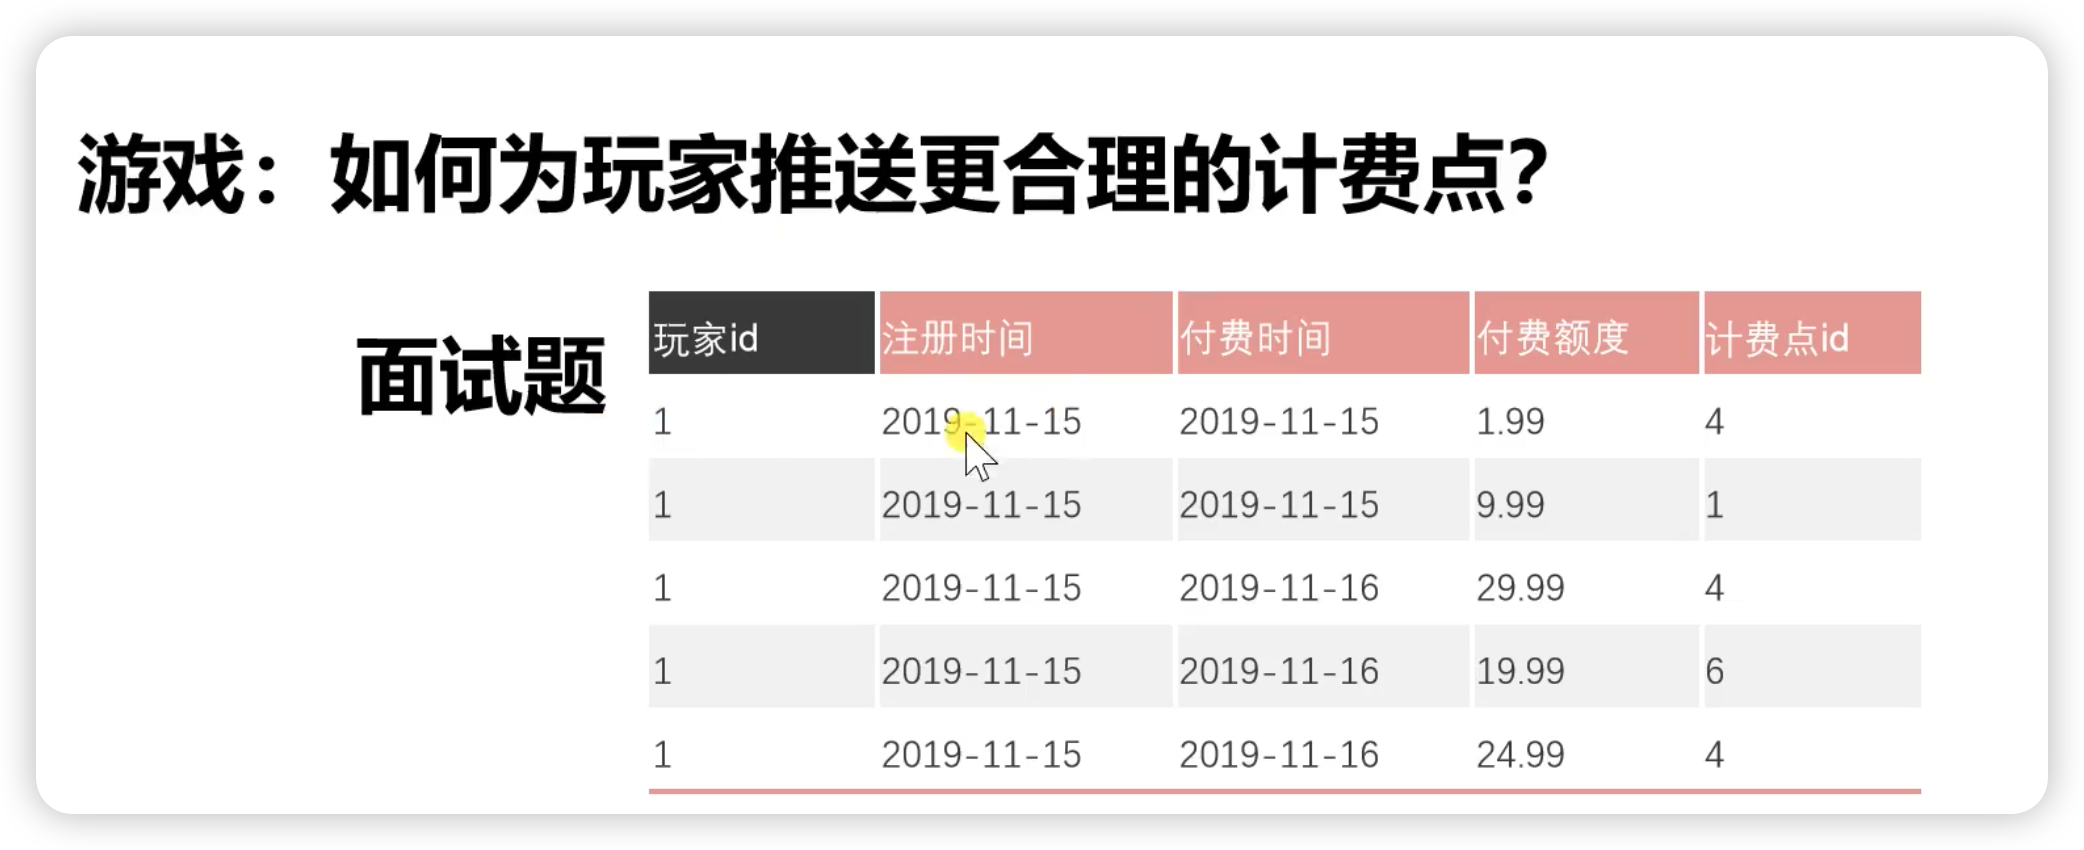 游戏：如何为玩家推送更合理的计费点？
面试题
玩家id 注册时间 付费时间 付费额度 计费点id
1 2019-11-15 2019-11-15 1.99 4
1 2019-11-15 2019-11-15 9.99 1
1 2019-11-15 2019-11-16 29.99 4
1 2019-11-15 2019-11-16 19.99 6
1 2019-11-15 2019-11-16 24.99 4